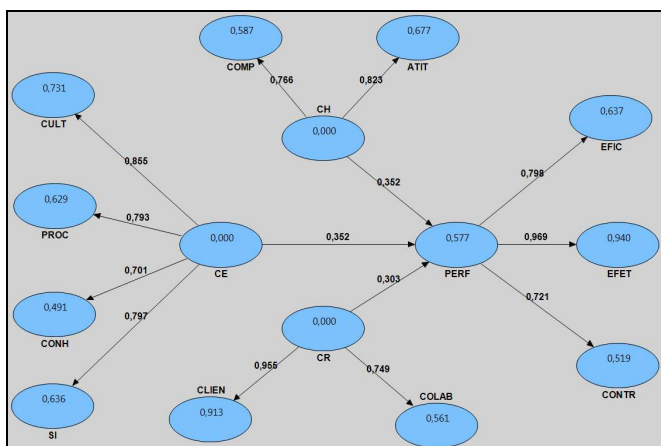 0,587
COMP
0,677
ATIT
0,766
0,823
CH
0,000
0,731
CULT
0,637
EFIC
0,855
0,352
0,798
0,629
PROC
0,793
0,000
CE
0,352
0,577
PERF
0,969
0,940
EFET
0,701
0,303
0,721
0,491
CONH
0,797
0,000
CR
0,519
CONTR
0,955
0,749
CLIEN
0,913
COLAB
0,561
0,636
SI